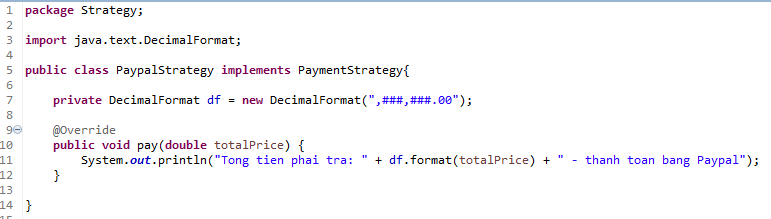 1 package Strategy;
2
3 import java.text.DecimalFormat;
4
5 public class PaypalStrategy implements PaymentStrategy{
6
7     private DecimalFormat df = new DecimalFormat(",###,###.00");
8
9     @Override
10     public void pay(double totalPrice) {
11         System.out.println("Tong tien phai tra: " + df.format(totalPrice) + " - thanh toan bang Paypal");
12     }
13
14 }